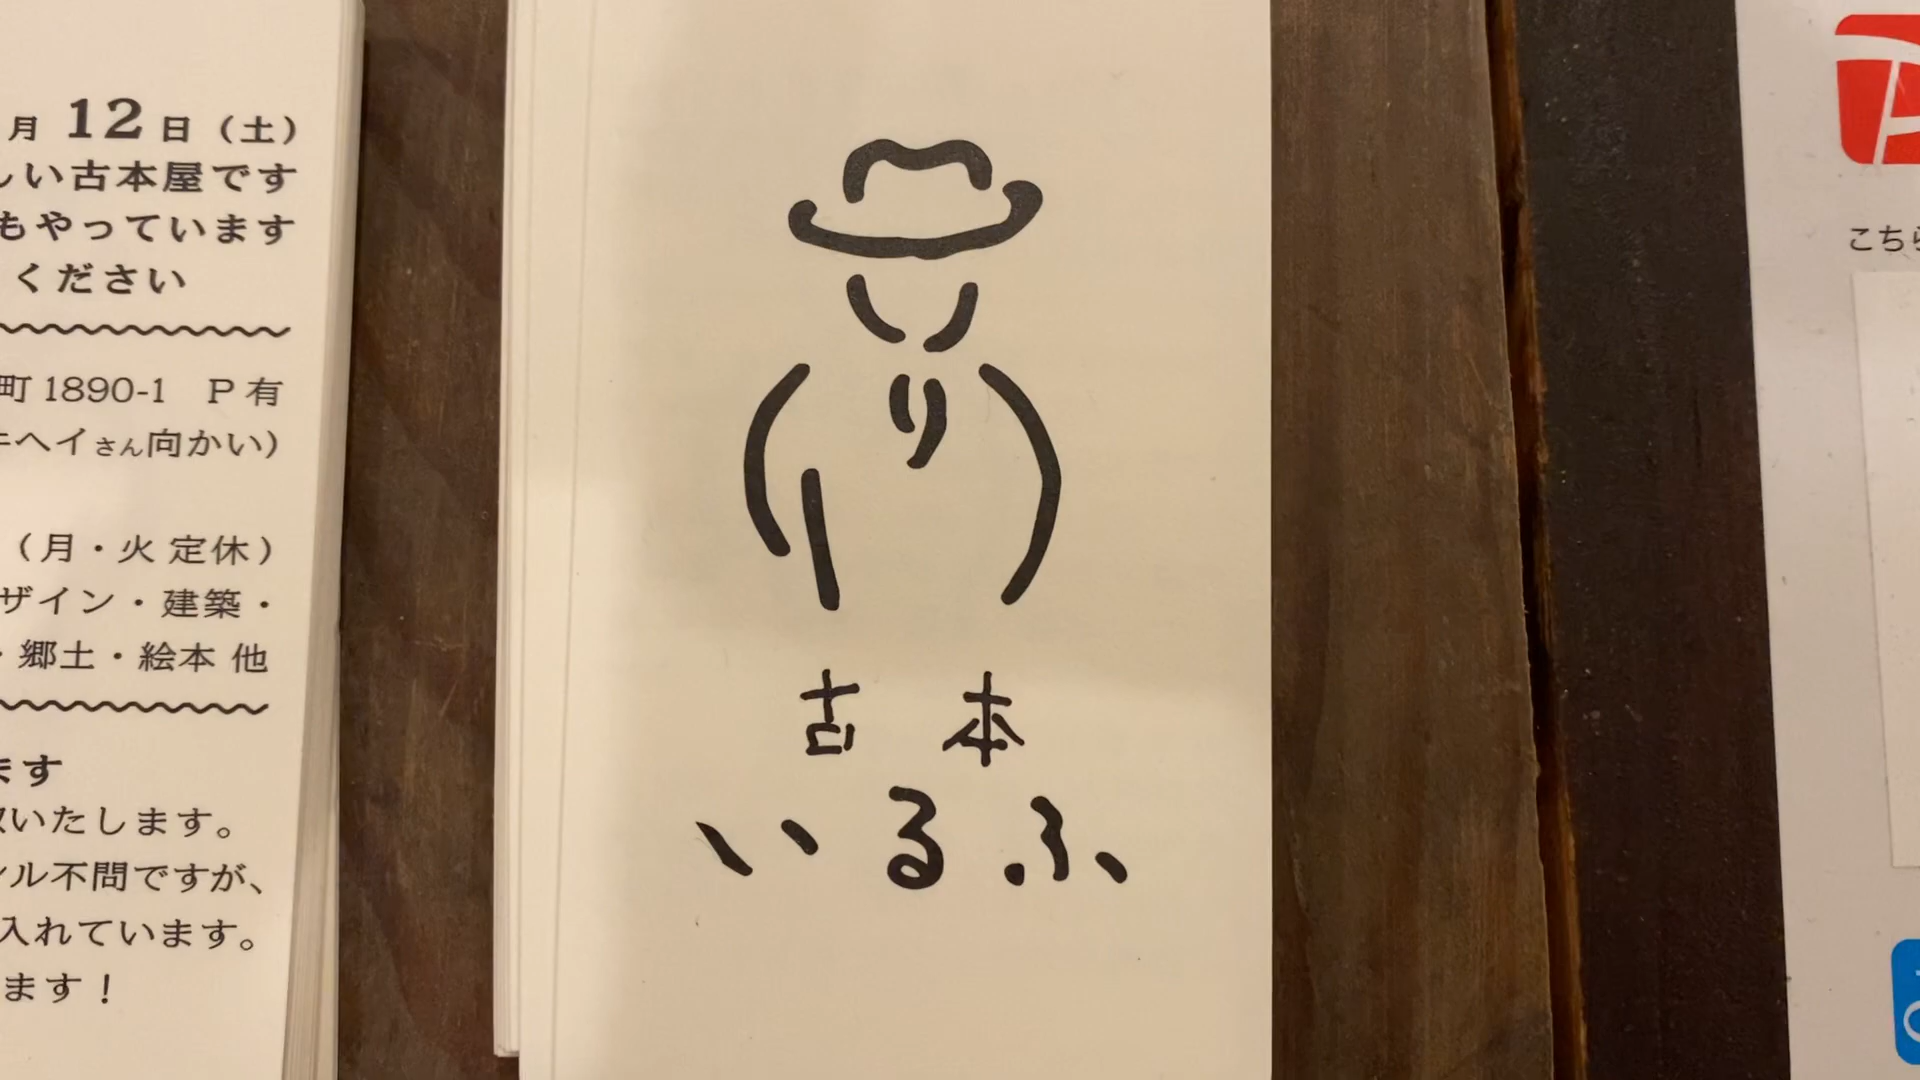 月 12 日（土）
しい古本屋です
もやっています
ください
町 1890-1 P 有
ヘイさん向かい）
（月・火 定休）
ザイン・建築・
・郷土・絵本 他
ます
いたします。
ル不問ですが、
入れています。
ます！
古 本
いるふ
こちら